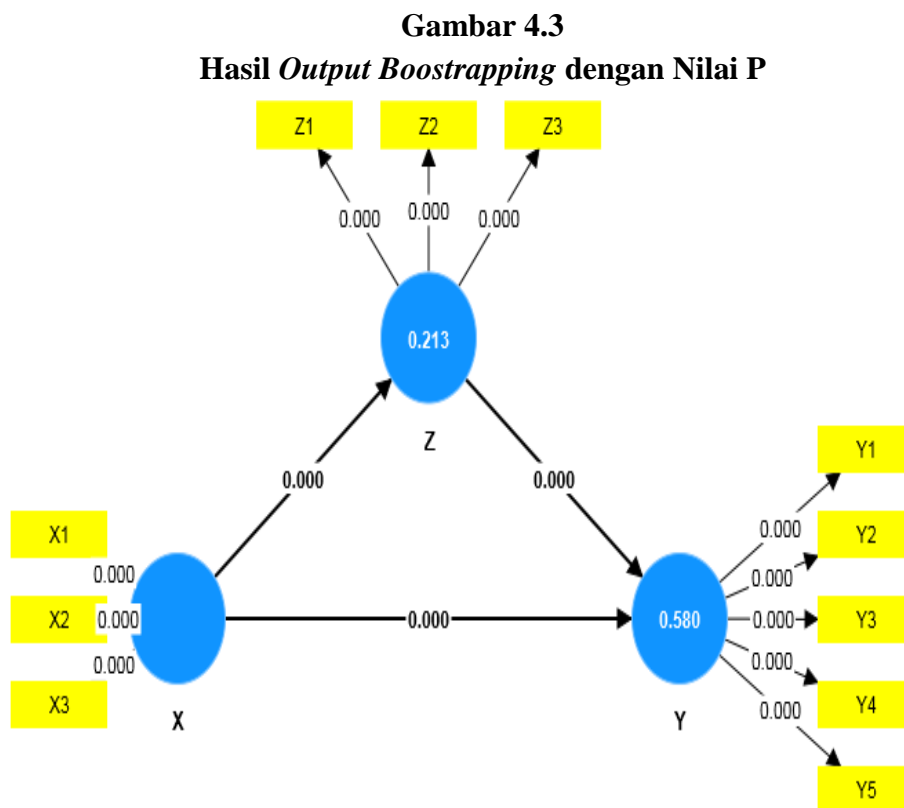 Gambar 4.3
Hasil Output Boostrapping dengan Nilai P
Z1 Z2 Z3
0.000 0.000 0.000
0.213
Z
0.000 0.000
X1
0.000
X2 0.000
0.000
X3
X
0.000
0.580
Y
Y1
0.000
Y2
0.000
Y3
0.000
Y4
0.000
Y5
0.000